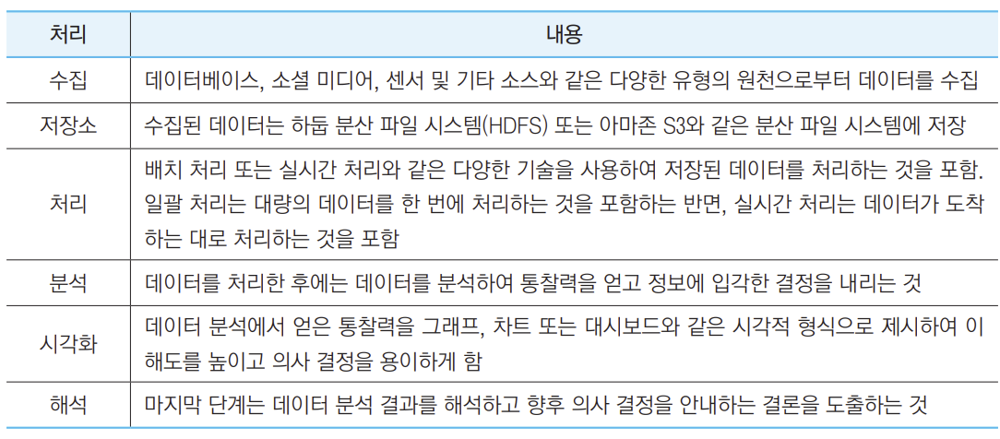 처리 내용
수집 데이터베이스, 소셜 미디어, 센서 및 기타 소스와 같은 다양한 유형의 원천으로부터 데이터를 수집
저장소 수집된 데이터는 하둡 분산 파일 시스템(HDFS) 또는 아마존 S3와 같은 분산 파일 시스템에 저장
배치 처리 또는 실시간 처리와 같은 다양한 기술을 사용하여 저장된 데이터를 처리하는 것을 포함.
처리 일괄 처리는 대량의 데이터를 한 번에 처리하는 것을 포함하는 반면, 실시간 처리는 데이터가 도착
하는 대로 처리하는 것을 포함
분석 데이터를 처리한 후에는 데이터를 분석하여 통찰력을 얻고 정보에 입각한 결정을 내리는 것
시각화 데이터 분석에서 얻은 통찰력을 그래프, 차트 또는 대시보드와 같은 시각적 형식으로 제시하여 이
해도를 높이고 의사 결정을 용이하게 함
해석 마지막 단계는 데이터 분석 결과를 해석하고 향후 의사 결정을 안내하는 결론을 도출하는 것